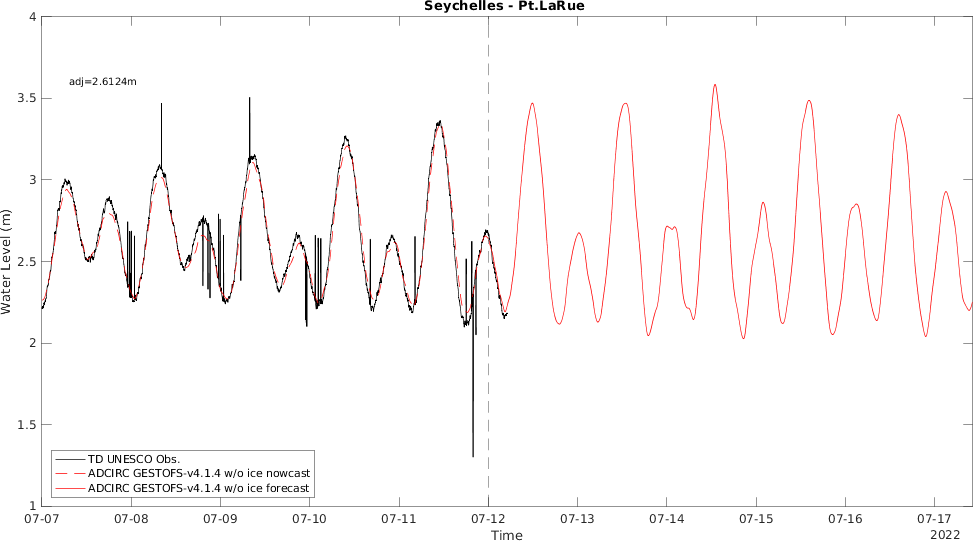 Seychelles - Pt.LaRue
4
adj=2.6124m
3.5
3
2.5
2
1.5
1
Water Level (m)
TD UNESCO Obs.
ADCIRC GESTOFS-v4.1.4 w/o ice nowcast
ADCIRC GESTOFS-v4.1.4 w/o ice forecast
07-07 07-08 07-09 07-10 07-11 07-12 07-13 07-14 07-15 07-16 07-17
Time
2022